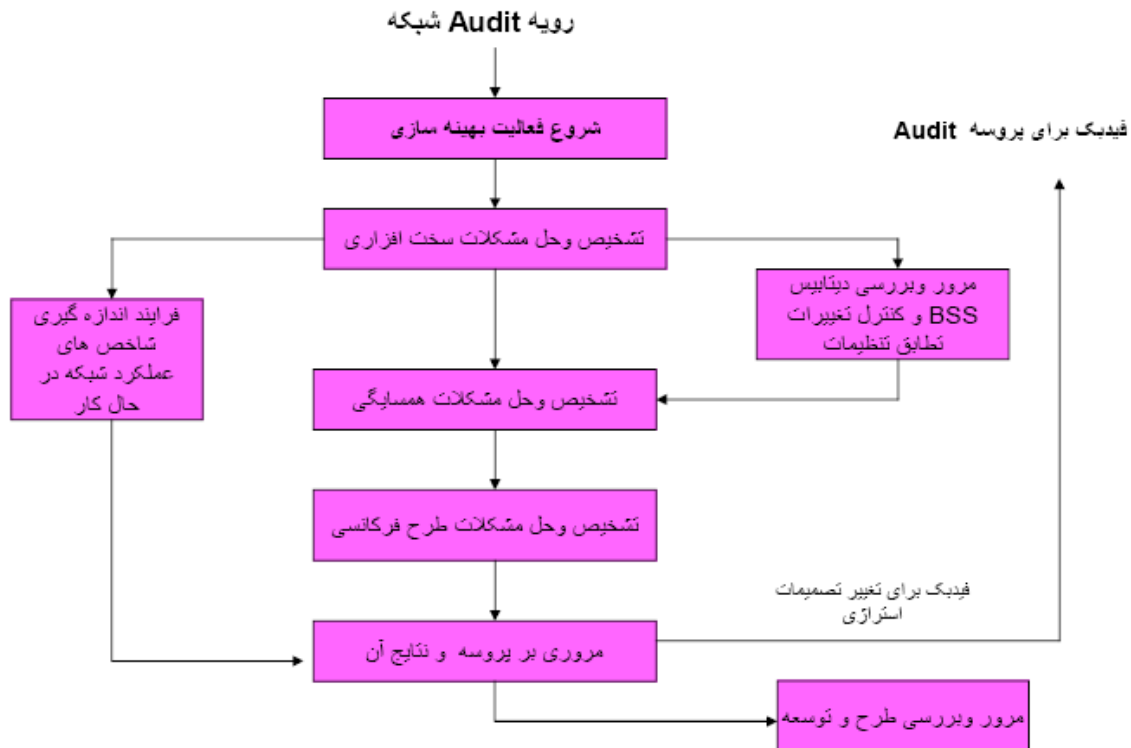 رویه Audit شبکه
شروع فعالیت بهینه سازی
فیدبک برای پروسه Audit
تشخیص وحل مشکلات سخت افزاری
مرور وبررسی دیتابیس
BSS و کنترل تغییرات
تطابق تنظیمات
فرایند اندازه گیری
شاخص های
عملکرد شبکه در
حال کار
تشخیص وحل مشکلات همسایگی
تشخیص وحل مشکلات طرح فرکانسی
فیدبک برای تغییر تصمیمات
استراژی
مروری بر پروسه و نتایج آن
مرور وبررسی طرح و توسعه